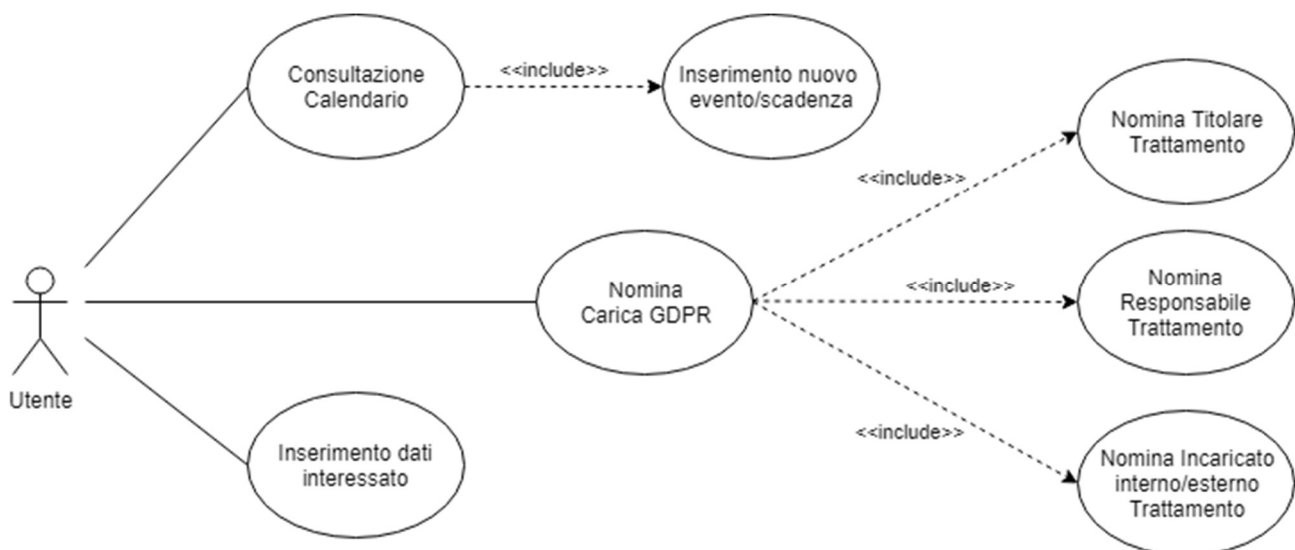 Consultazione
Calendario
<<include>>
Inserimento nuovo
evento/scadenza
Nomina Titolare
Trattamento
<<include>>
Nomina
Carica GDPR
<<include>>
Nomina
Responsabile
Trattamento
Utente
Inserimento dati
interessato
<<include>>
Nomina Incaricato
interno/esterno
Trattamento